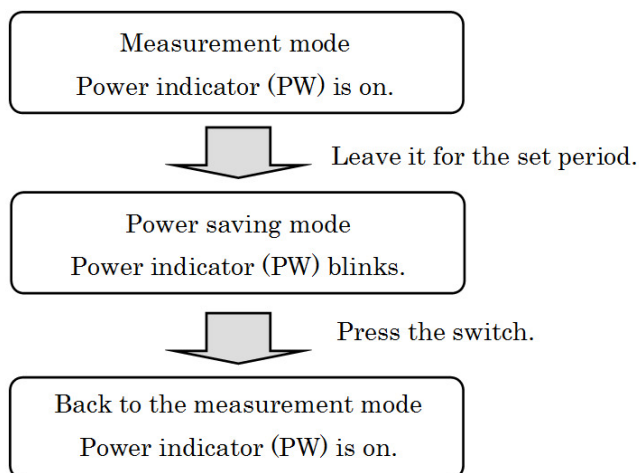 Measurement mode
Power indicator (PW) is on.
Leave it for the set period.
Power saving mode
Power indicator (PW) blinks.
Press the switch.
Back to the measurement mode
Power indicator (PW) is on.